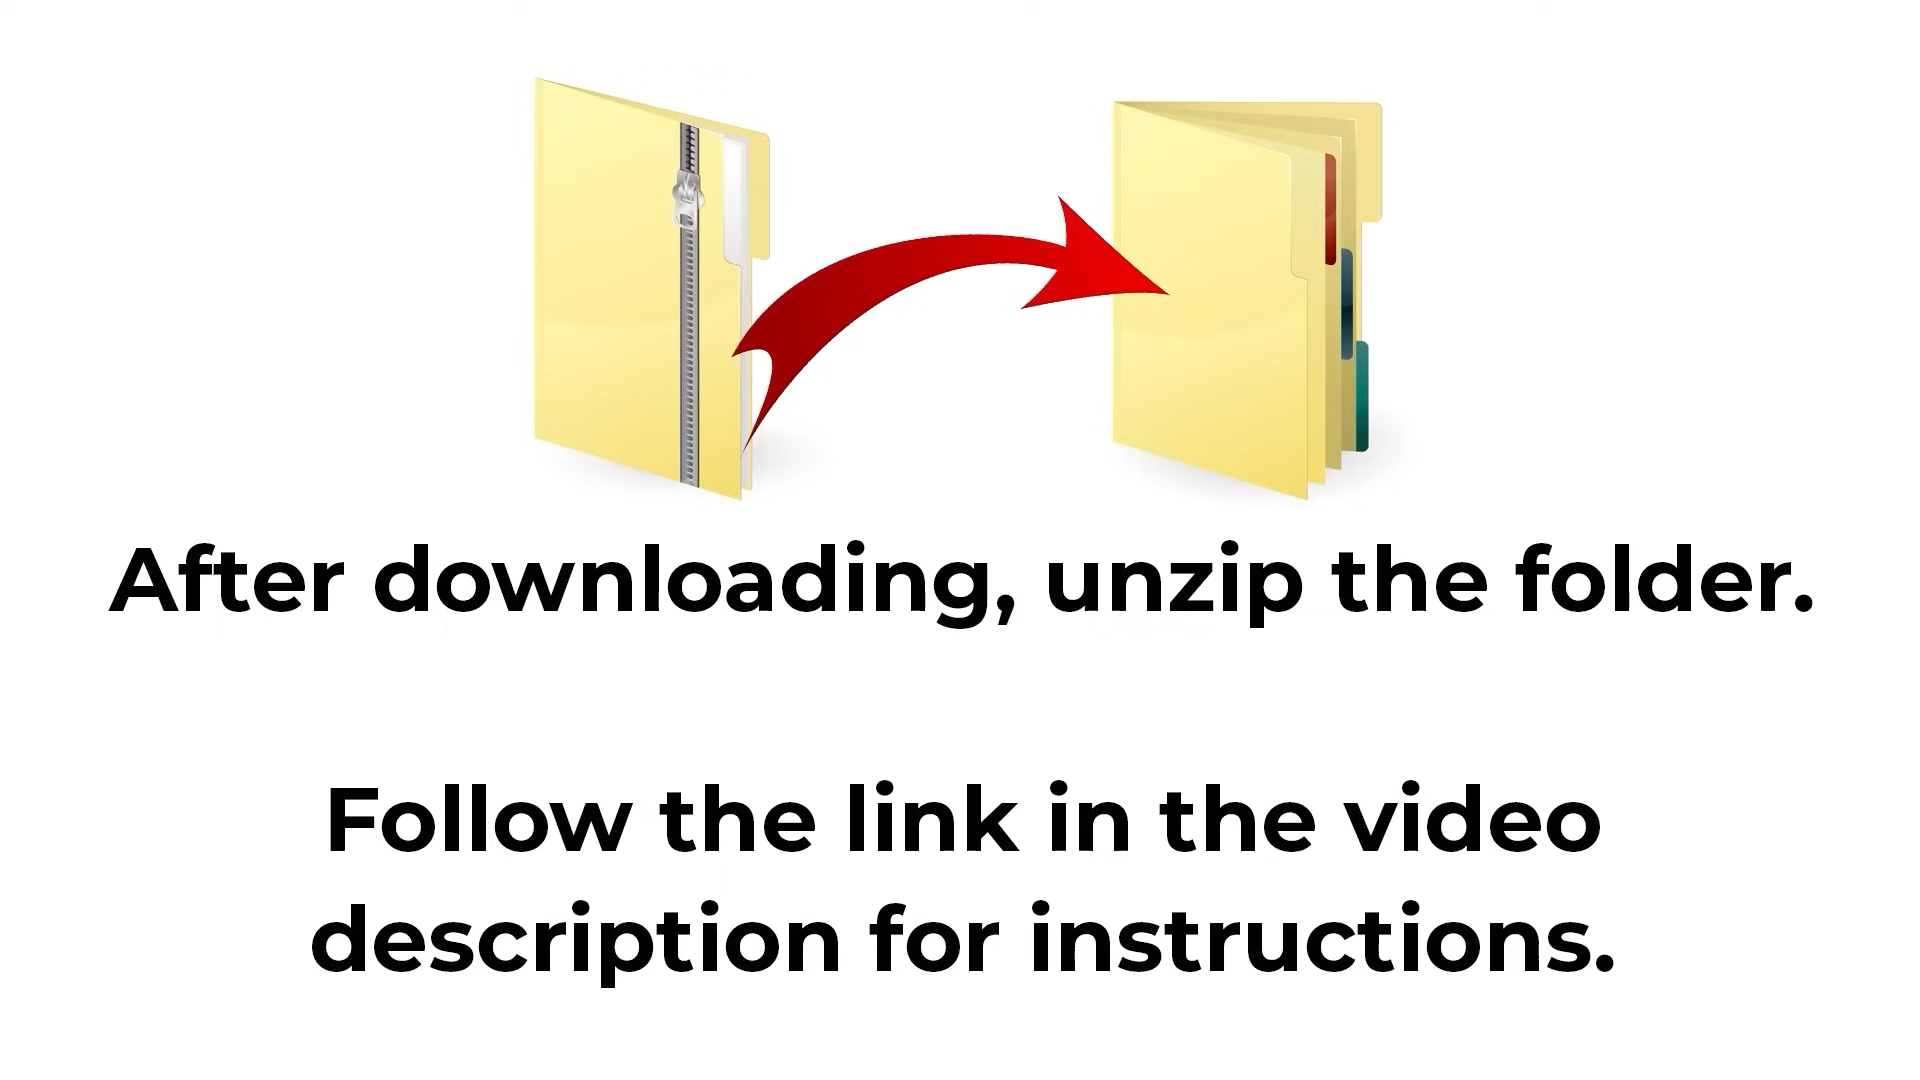 After downloading, unzip the folder.
Follow the link in the video
description for instructions.